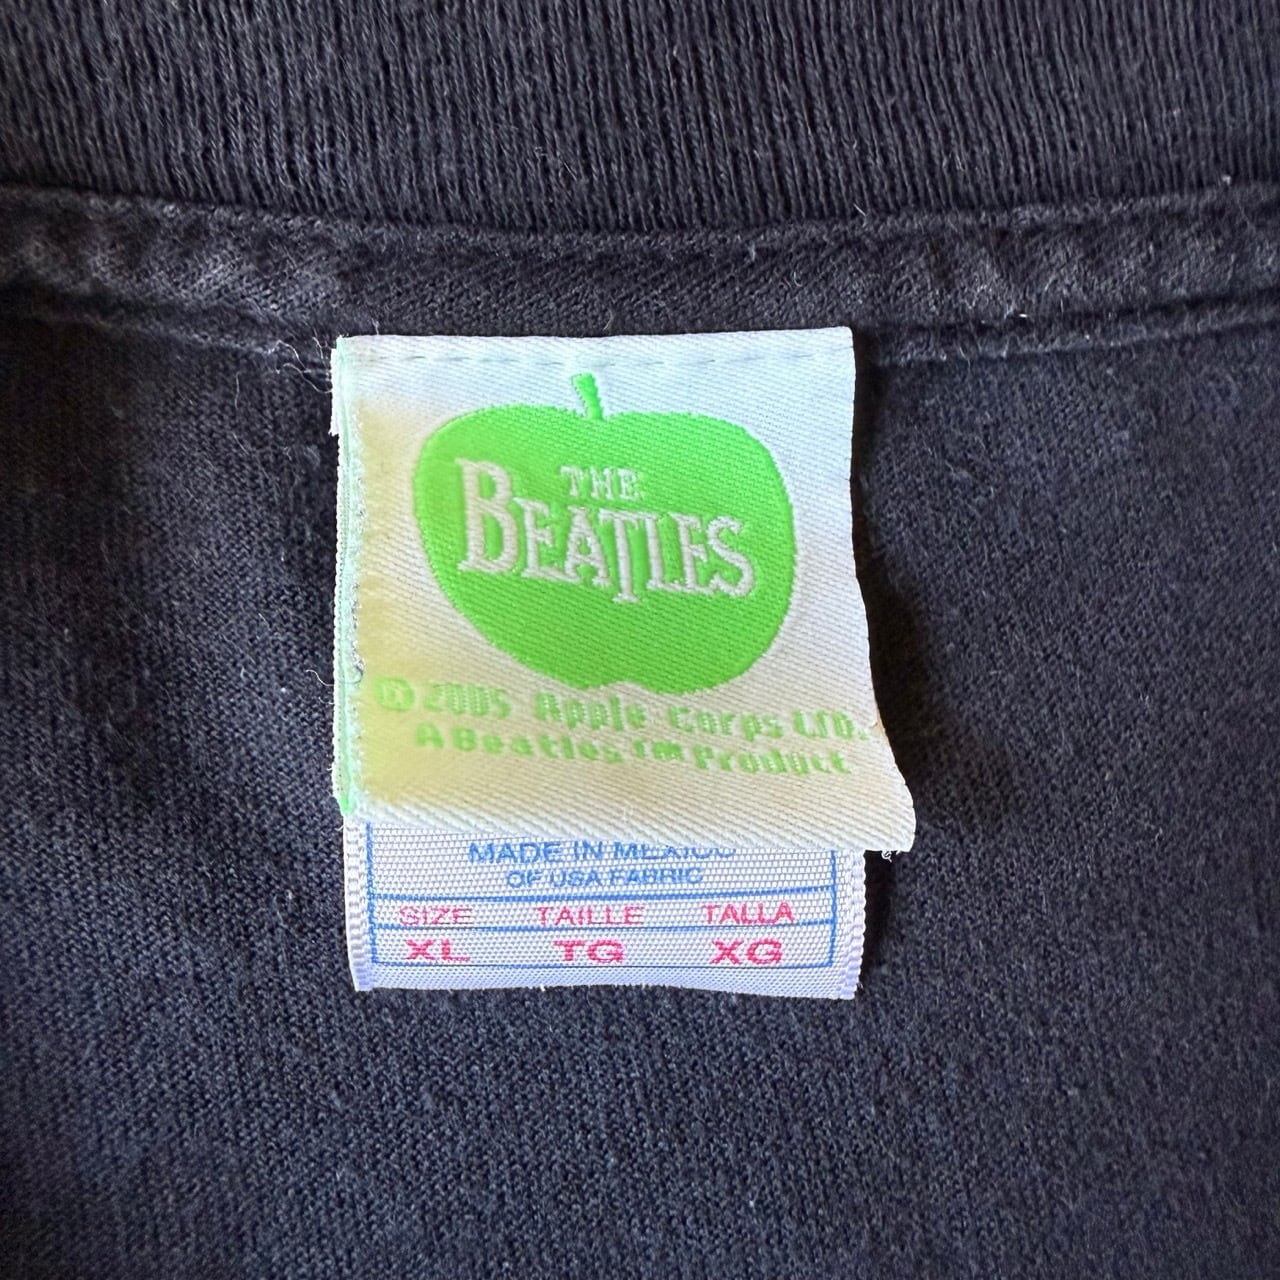 THE
BEATLES
© 2005 Apple Corps LTD.
A Beatles™ Product
MADE IN MEXICO
OF USA FABRIC
SIZE TAILLE TALLA
XL TG XG